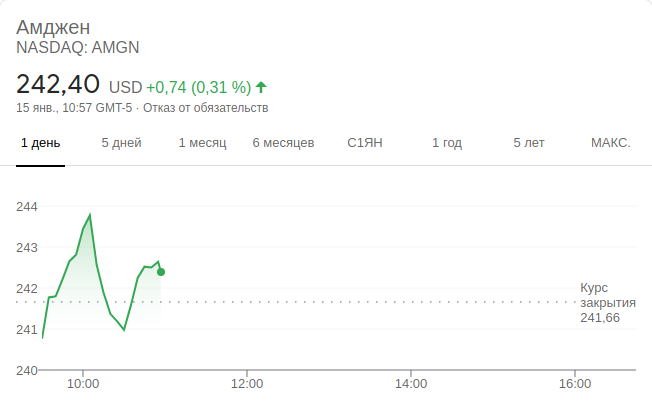 Амджен
NASDAQ: AMGN
242,40 USD +0,74 (0,31 %)
15 янв., 10:57 GMT-5 · Отказ от обязательств
1 день 5 дней 1 месяц 6 месяцев С1ЯН 1 год 5 лет МАКС.
244
243
242
241
240
Курс
закрытия
241,66
10:00 12:00 14:00 16:00